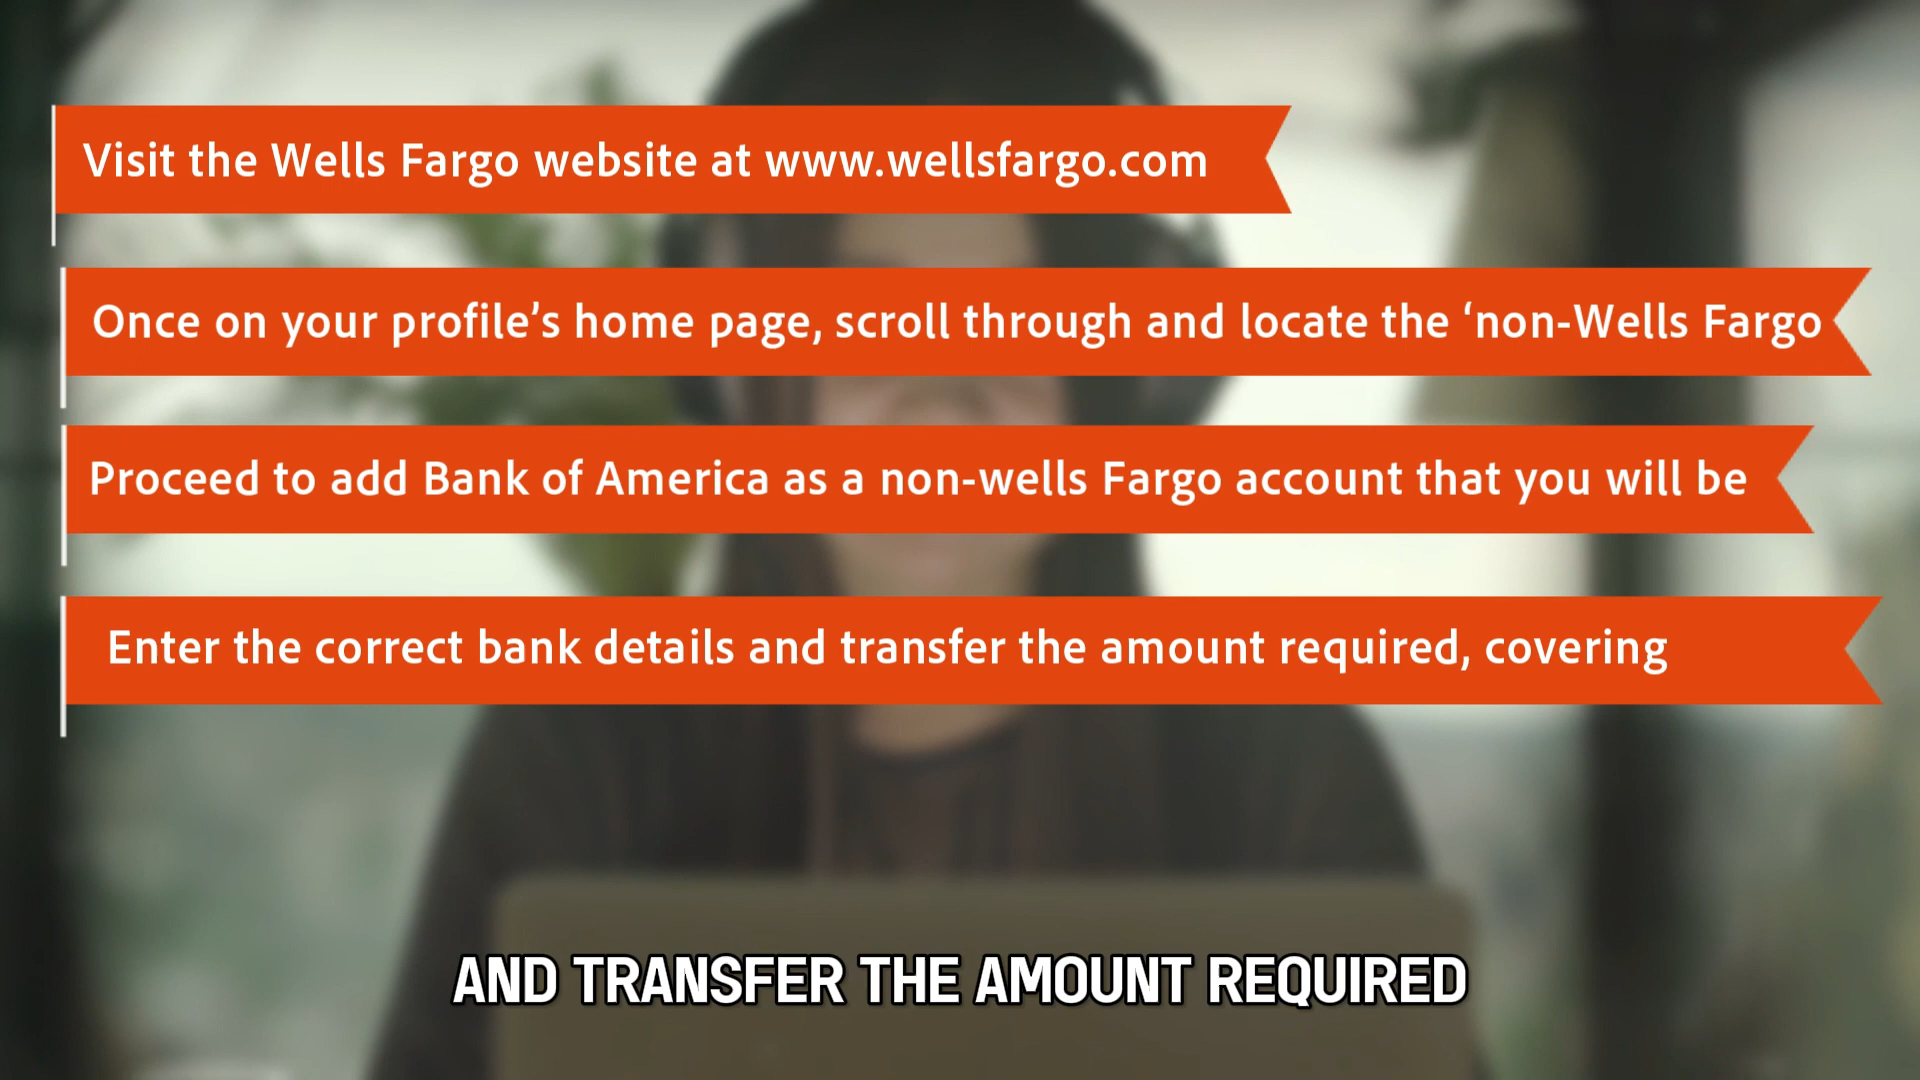 Visit the Wells Fargo website at www.wellsfargo.com
Once on your profile’s home page, scroll through and locate the ‘non-Wells Fargo
Proceed to add Bank of America as a non-wells Fargo account that you will be
Enter the correct bank details and transfer the amount required, covering
AND TRANSFER THE AMOUNT REQUIRED